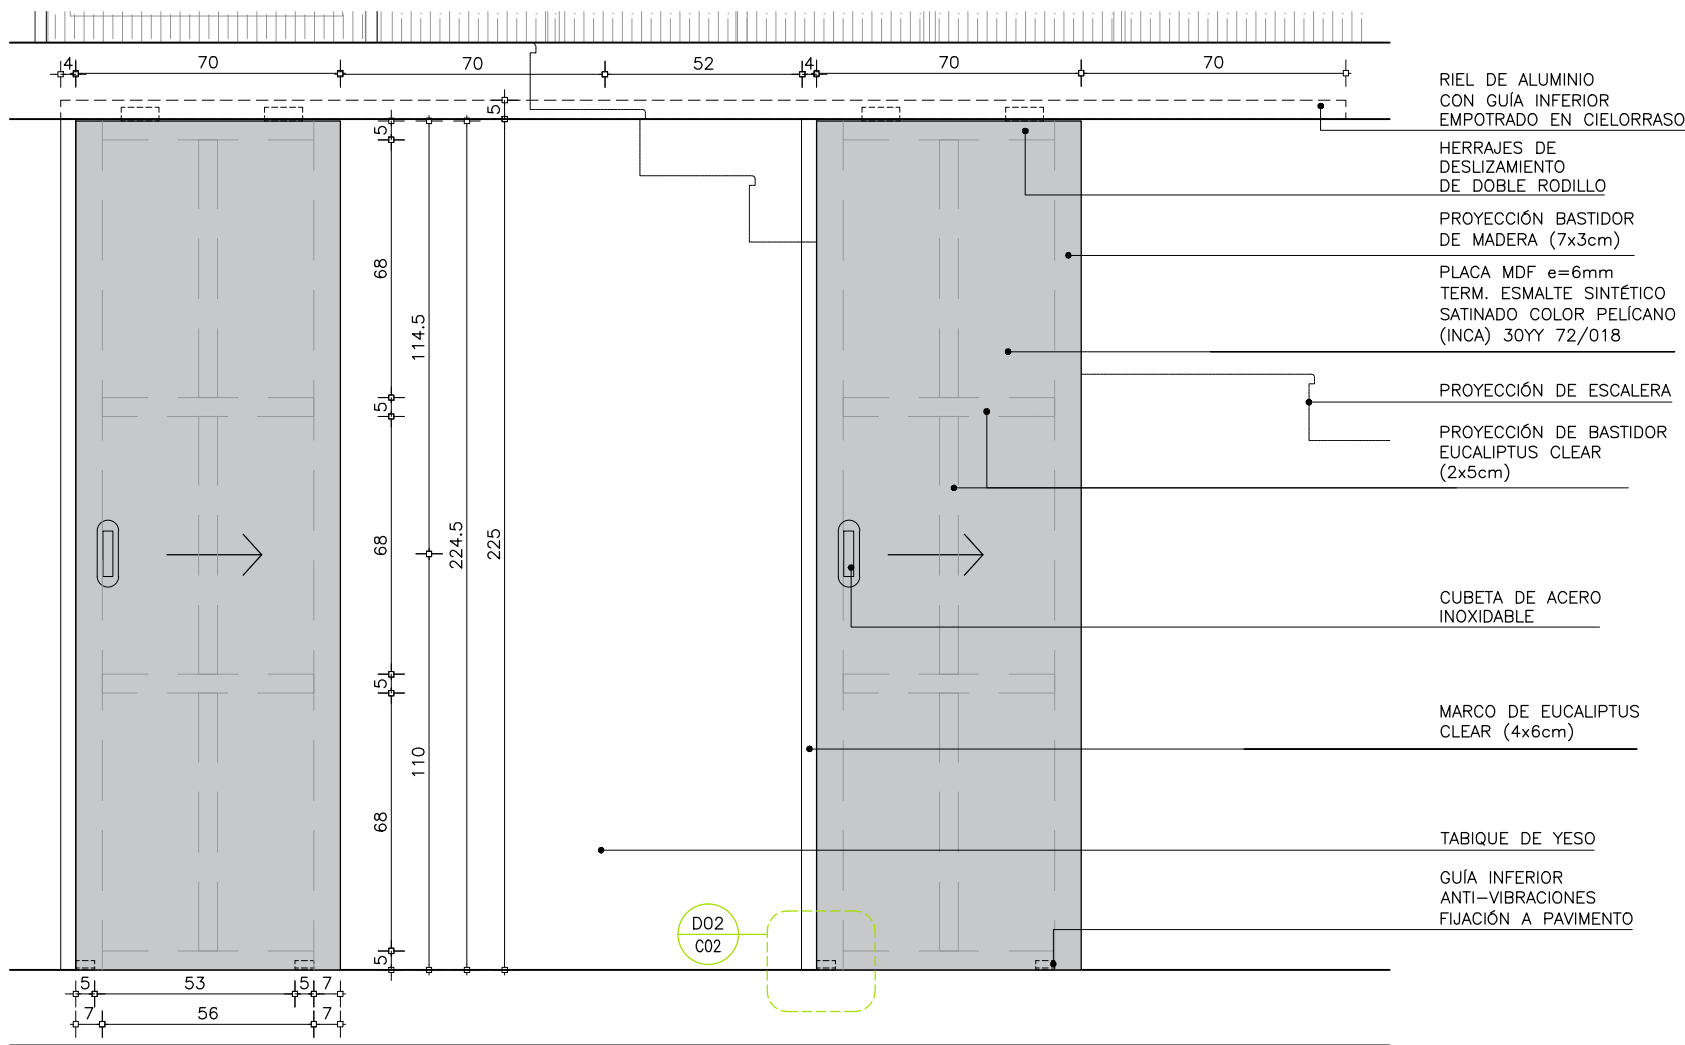 4
70
70
52
4
70
70
5
RIEL DE ALUMINIO
CON GUÍA INFERIOR
EMPOTRADO EN CIELORRASO
HERRAJES DE
DESLIZAMIENTO
DE DOBLE RODILLO
PROYECCIÓN BASTIDOR
DE MADERA (7x3cm)
PLACA MDF e=6mm
TERM. ESMALTE SINTÉTICO
SATINADO COLOR PELÍCANO
(INCA) 30YY 72/018
PROYECCIÓN DE ESCALERA
PROYECCIÓN DE BASTIDOR
EUCALIPTUS CLEAR
(2x5cm)
CUBETA DE ACERO
INOXIDABLE
MARCO DE EUCALIPTUS
CLEAR (4x6cm)
TABIQUE DE YESO
GUÍA INFERIOR
ANTI-VIBRACIONES
FIJACIÓN A PAVIMENTO
5
68
5
68
5
68
5
114.5
110
224.5
225
D02
C02
5
53
5
7
7
56
7